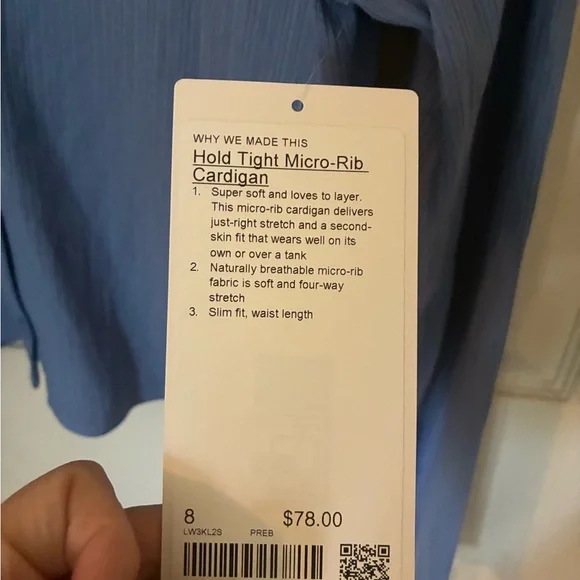 WHY WE MADE THIS
Hold Tight Micro-Rib
Cardigan
1. Super soft and loves to layer.
This micro-rib cardigan delivers
just-right stretch and a second-
skin fit that wears well on its
own or over a tank
2. Naturally breathable micro-rib
fabric is soft and four-way
stretch
3. Slim fit, waist length
8 $78.00
LW3KL2S PREB